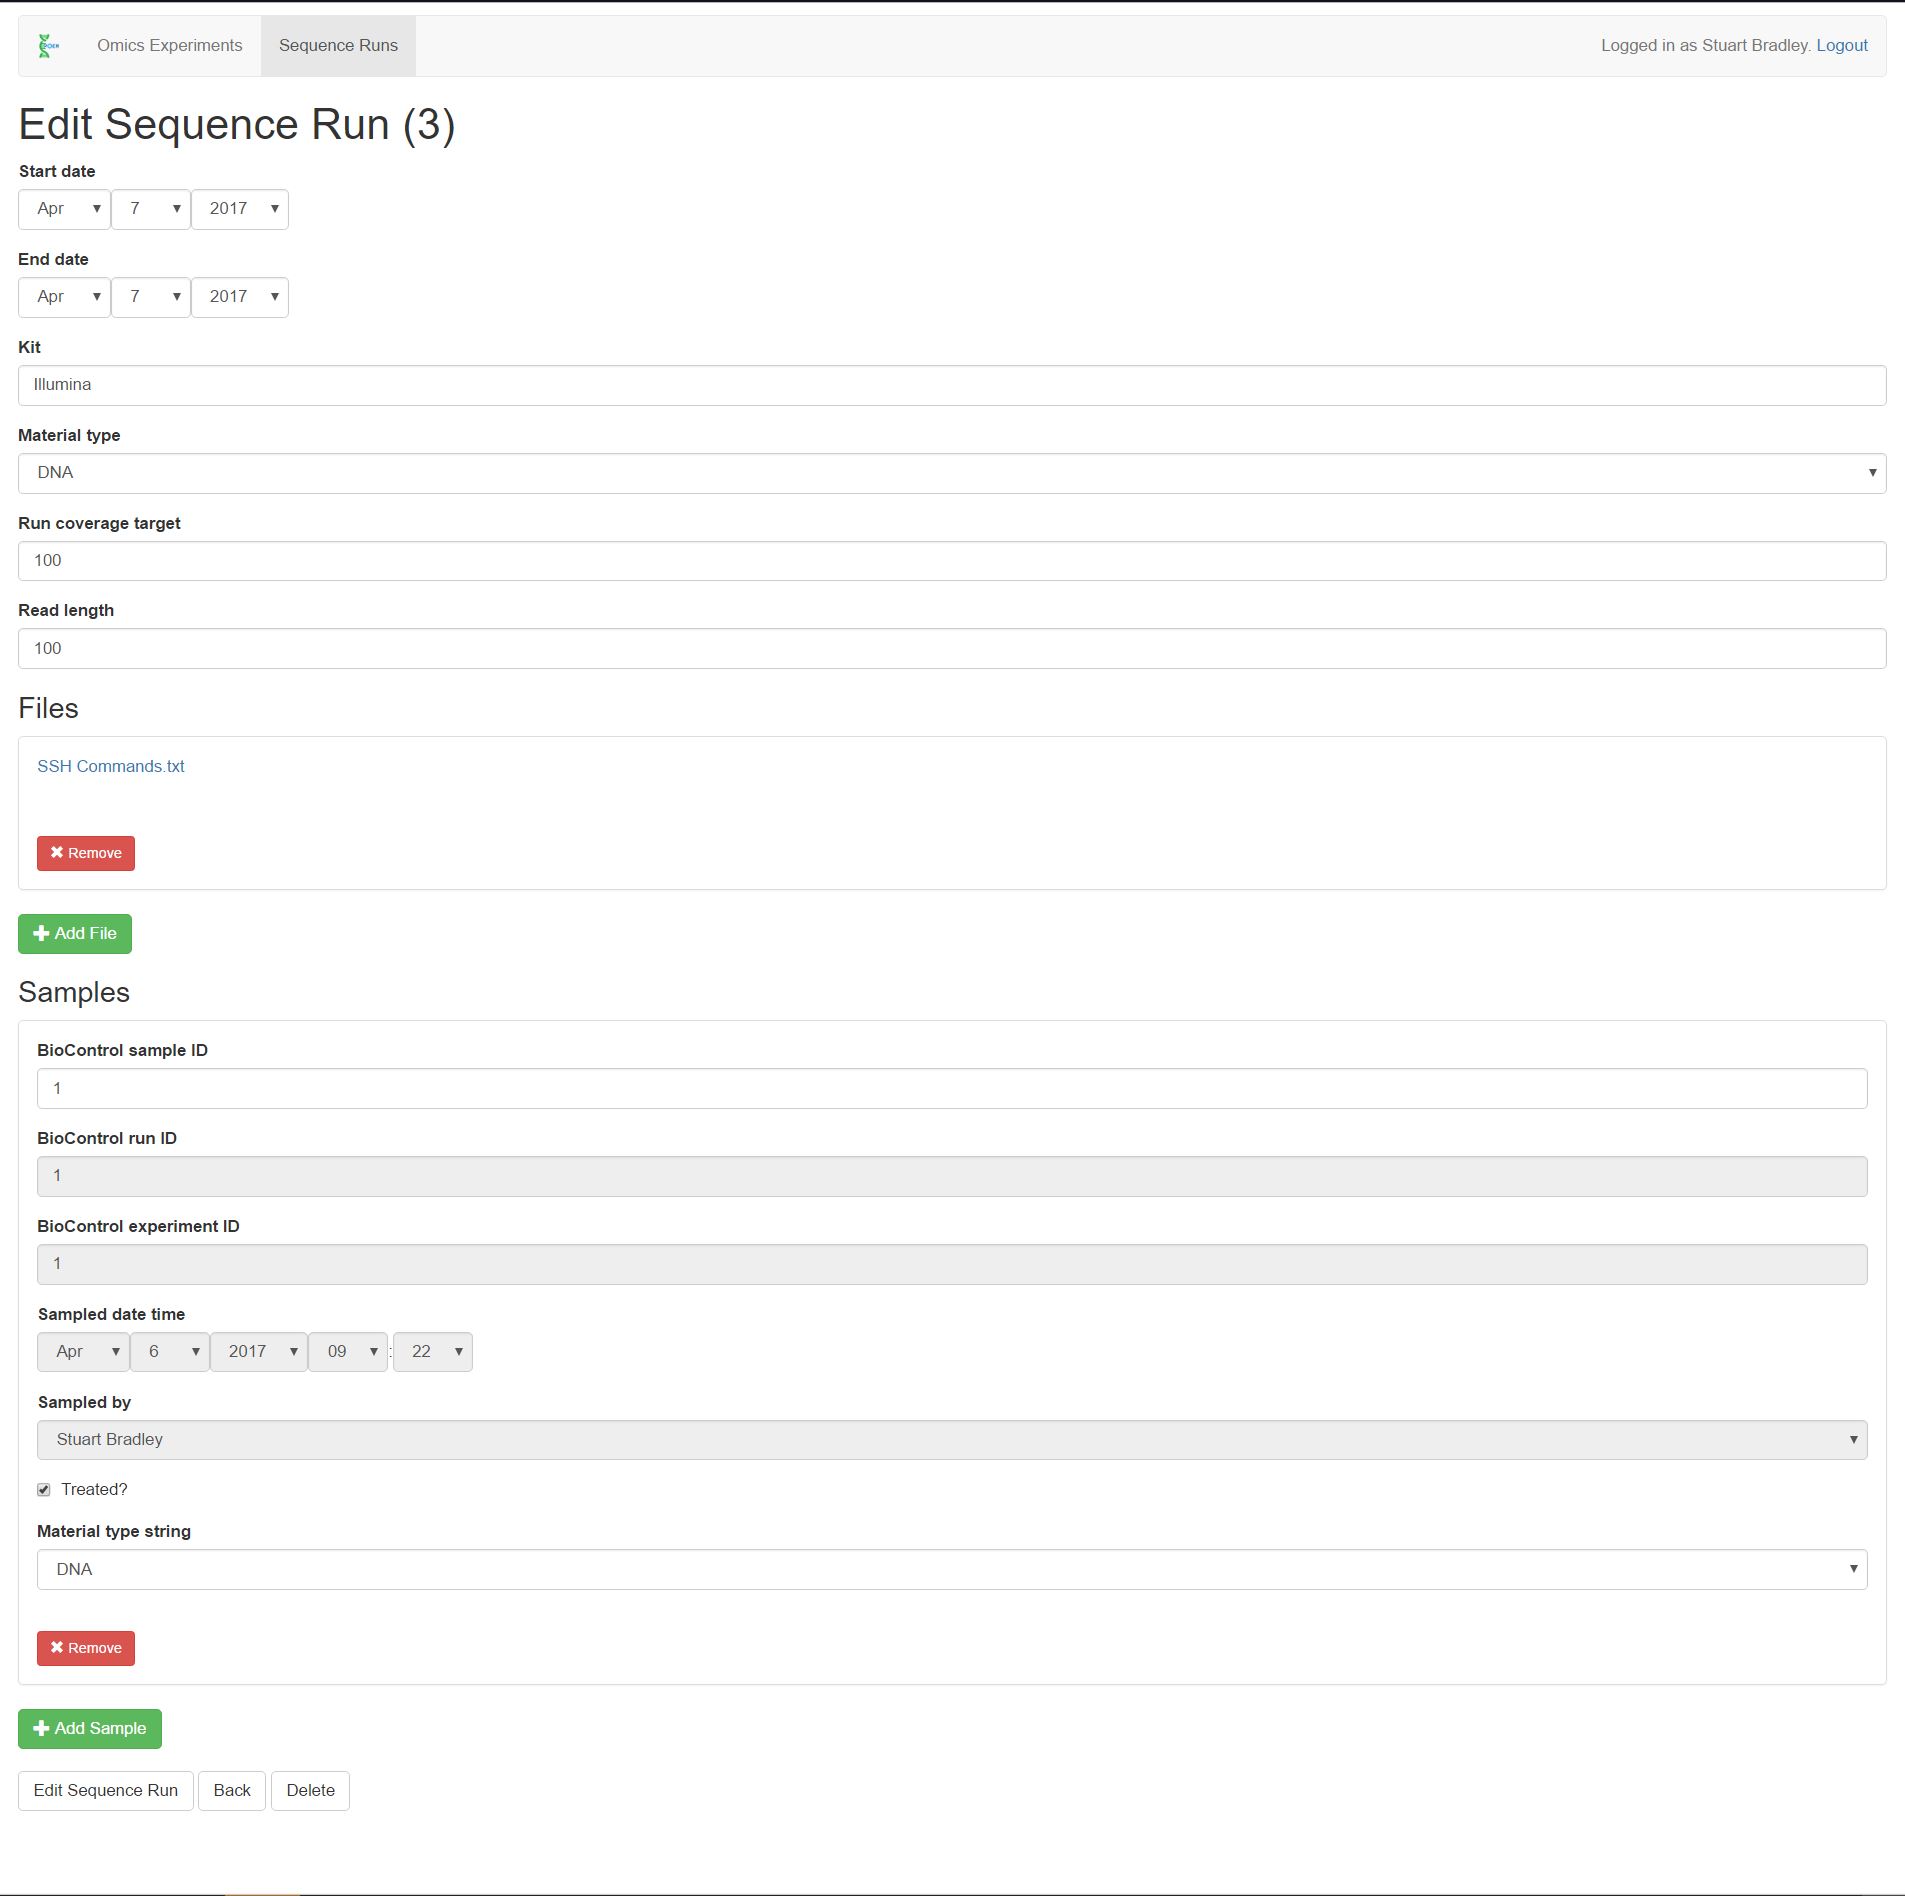 Omics Experiments Sequence Runs Logged in as Stuart Bradley. Logout
Edit Sequence Run (3)
Start date
Apr 7 2017
End date
Apr 7 2017
Kit
Illumina
Material type
DNA
Run coverage target
100
Read length
100
Files
SSH Commands.txt
Remove
Add File
Samples
BioControl sample ID
1
BioControl run ID
1
BioControl experiment ID
1
Sampled date time
Apr 6 2017 09 : 22
Sampled by
Stuart Bradley
Treated?
Material type string
DNA
Remove
Add Sample
Edit Sequence Run Back Delete